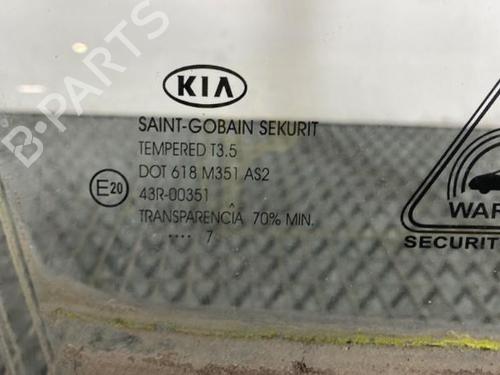 B-PARTS
KIA
SAINT-GOBAIN SEKURIT
TEMPERED T3.5
DOT 618 M351 AS2
E20
43R-00351
TRANSPARENCIA 70% MIN.
.... 7
SECURIT